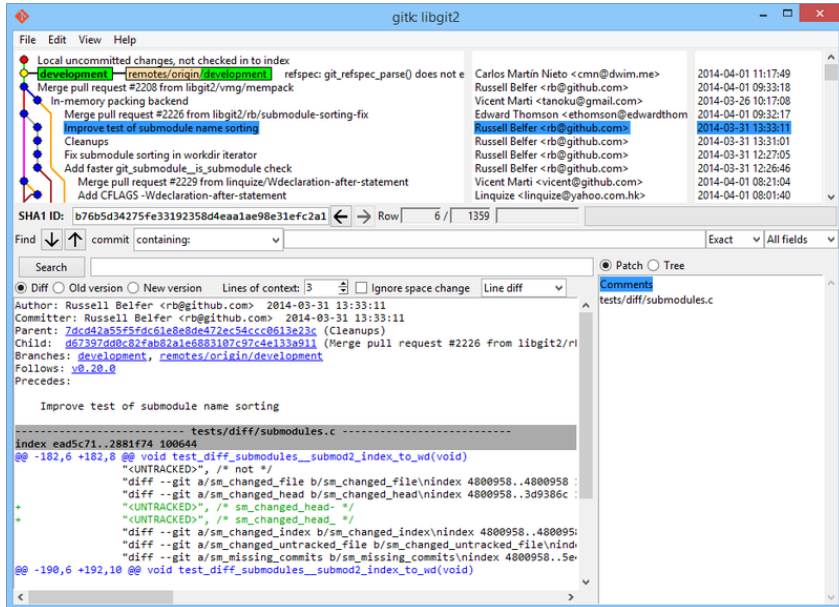 gitk: libgit2
File Edit View Help
Local uncommitted changes, not checked in to index
development remotes/origin/development refspec: git_refspec_parse() does not e Carlos Martín Nieto <cmn@dwim.me> 2014-04-01 11:17:49
Merge pull request #2208 from libgit2/vmg/mempack Russell Belfer <rb@github.com> 2014-04-01 09:33:18
In-memory packing backend Vicent Marti <tanoku@gmail.com> 2014-03-26 10:17:08
Merge pull request #2226 from libgit2/rb/submodule-sorting-fix Edward Thomson <ethomson@edwardthom 2014-04-01 09:32:17
Improve test of submodule name sorting Russell Belfer <rb@github.com> 2014-03-31 13:33:11
Cleanups Russell Belfer <rb@github.com> 2014-03-31 13:31:01
Fix submodule sorting in workdir iterator Russell Belfer <rb@github.com> 2014-03-31 12:27:05
Add faster git_submodule__is_submodule check Russell Belfer <rb@github.com> 2014-03-31 12:26:46
Merge pull request #2229 from linquize/Wdeclaration-after-statement Vicent Marti <vicent@github.com> 2014-04-01 08:21:04
Add CFLAGS -Wdeclaration-after-statement Linquize <linquize@yahoo.com.hk> 2014-04-01 08:01:40
SHA1 ID: b76b5d34275fe33192358d4eaa1ae98e31efc2a1 Row 6 / 1359
Find commit containing: Exact All fields
Search
Patch Tree
Diff Old version New version Lines of context: 3 Ignore space change Line diff
Comments
tests/diff/submodules.c
Author: Russell Belfer <rb@github.com> 2014-03-31 13:33:11
Committer: Russell Belfer <rb@github.com> 2014-03-31 13:33:11
Parent: 7dcd42a55f5fdc61e8e8de472ec54ccc0613e23c (Cleanups)
Child: d67397dd0c82fab82a1e6883107c97c4e133a911 (Merge pull request #2226 from libgit2/rl
Branches: development, remotes/origin/development
Follows: v0.20.0
Precedes:
Improve test of submodule name sorting
--------------------------- tests/diff/submodules.c ---------------------------
index ead5c71..2881f74 100644
@@ -182,6 +182,8 @@ void test_diff_submodules__submod2_index_to_wd(void)
"<UNTRACKED>", /* not */
"diff --git a/sm_changed_file b/sm_changed_file\nindex 4800958..4800958
"diff --git a/sm_changed_head b/sm_changed_head\nindex 4800958..3d9386c
+ "<UNTRACKED>", /* sm_changed_head- */
+ "<UNTRACKED>", /* sm_changed_head_ */
"diff --git a/sm_changed_index b/sm_changed_index\nindex 4800958..480095
"diff --git a/sm_changed_untracked_file b/sm_changed_untracked_file\nind
"diff --git a/sm_missing_commits b/sm_missing_commits\nindex 4800958..5e
@@ -190,6 +192,10 @@ void test_diff_submodules__submod2_index_to_wd(void)